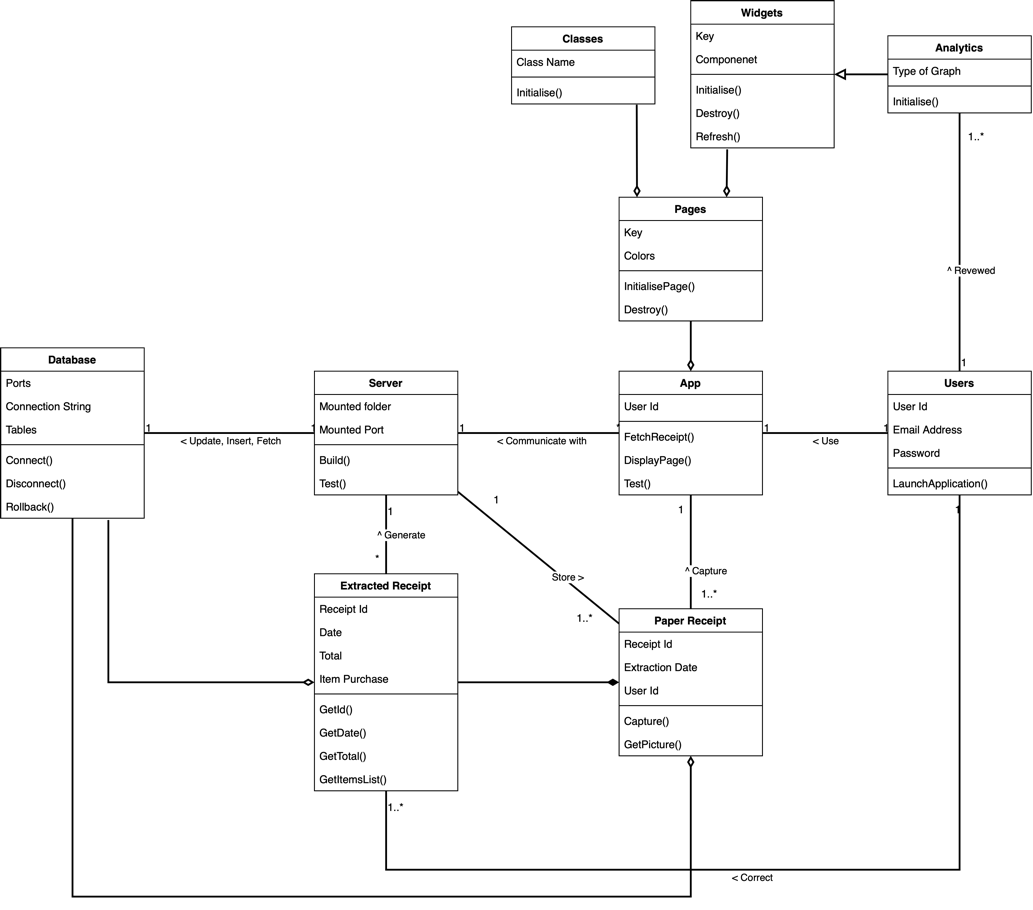 Widgets
Key
Componenet
Initialise()
Destroy()
Refresh()
Classes
Class Name
Initialise()
Analytics
Type of Graph
Initialise()
1..*
^ Revewed
1
Pages
Key
Colors
InitialisePage()
Destroy()
Database
Ports
Connection String
Tables
Connect()
Disconnect()
Rollback()
1
< Update, Insert, Fetch
1
Server
Mounted folder
Mounted Port
Build()
Test()
1
< Communicate with
*
App
User Id
FetchReceipt()
DisplayPage()
Test()
1
< Use
1
Users
User Id
Email Address
Password
LaunchApplication()
1
^ Generate
*
1
Store >
1..*
1
^ Capture
1..*
1
Extracted Receipt
Receipt Id
Date
Total
Item Purchase
GetId()
GetDate()
GetTotal()
GetItemsList()
1..*
Paper Receipt
Receipt Id
Extraction Date
User Id
Capture()
GetPicture()
< Correct